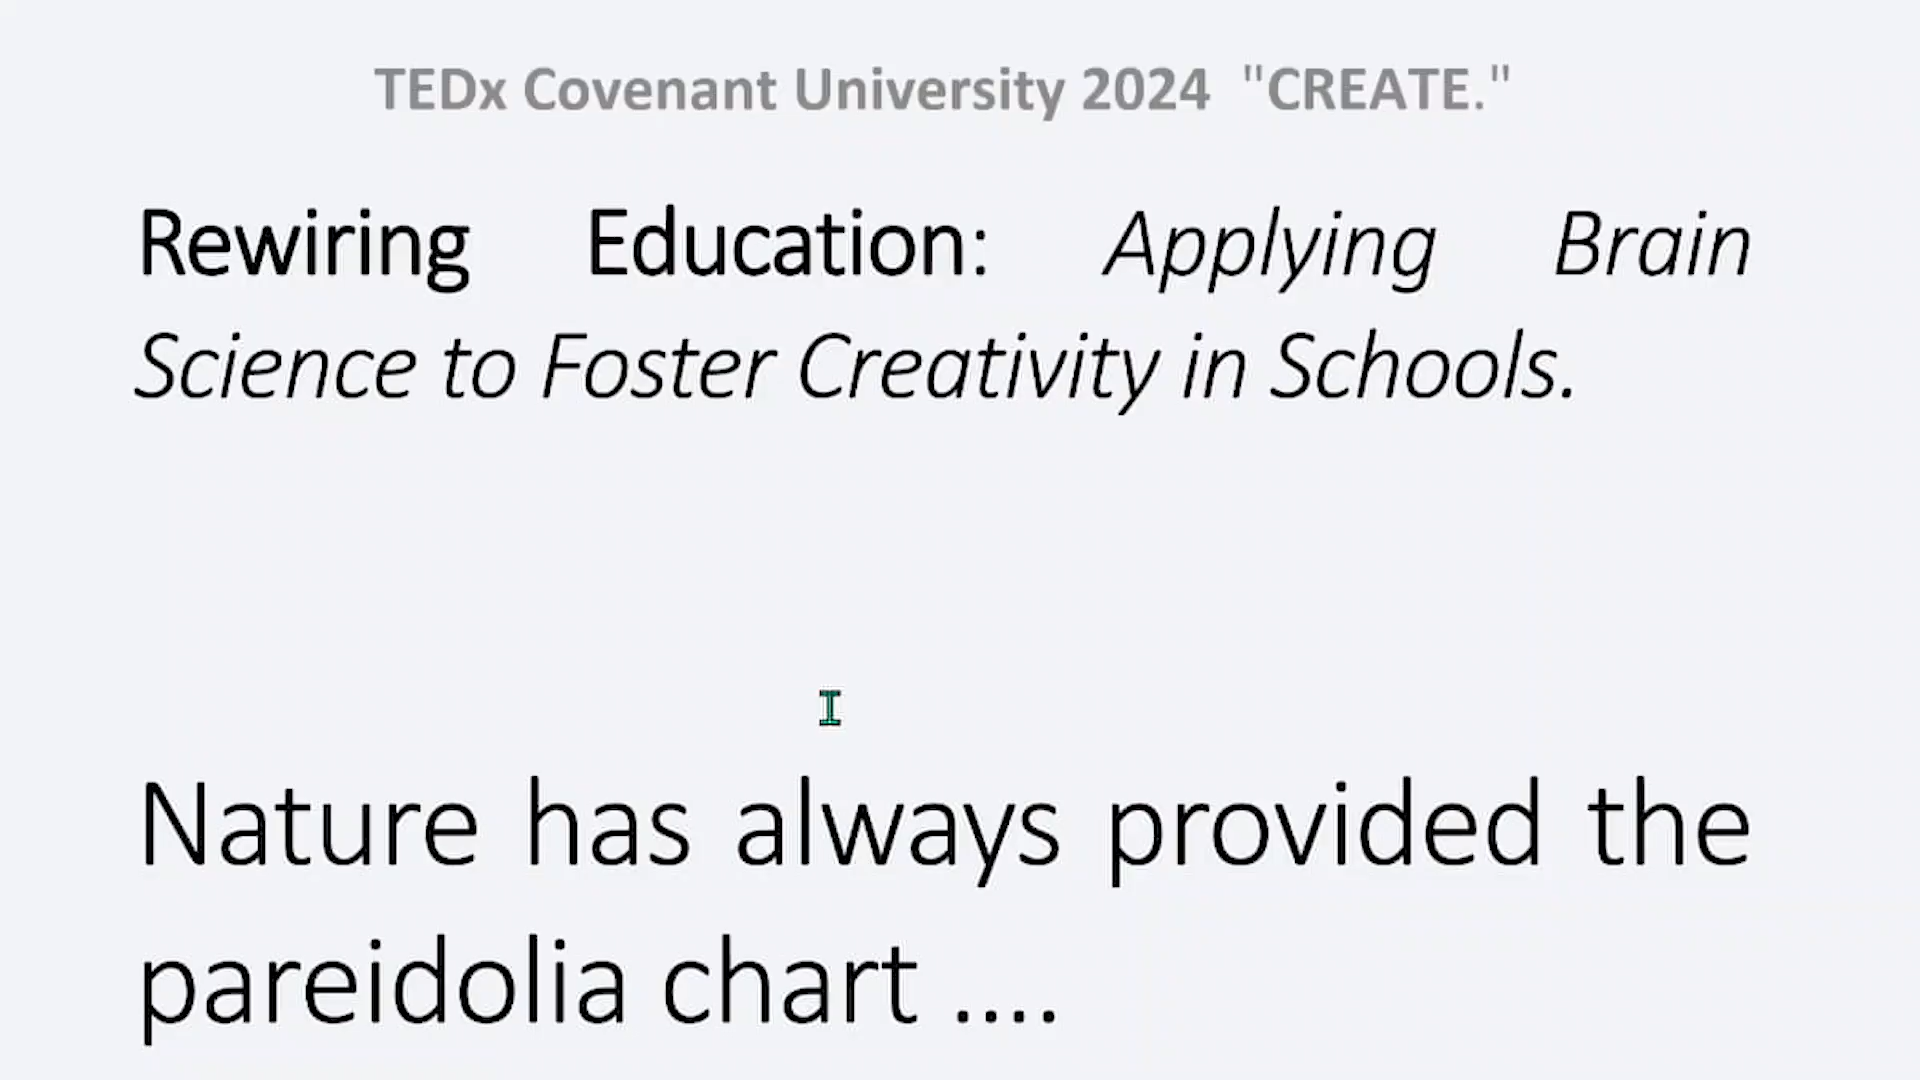 TEDx Covenant University 2024 "CREATE."
Rewiring Education: Applying Brain
Science to Foster Creativity in Schools.
Nature has always provided the
pareidolia chart ....